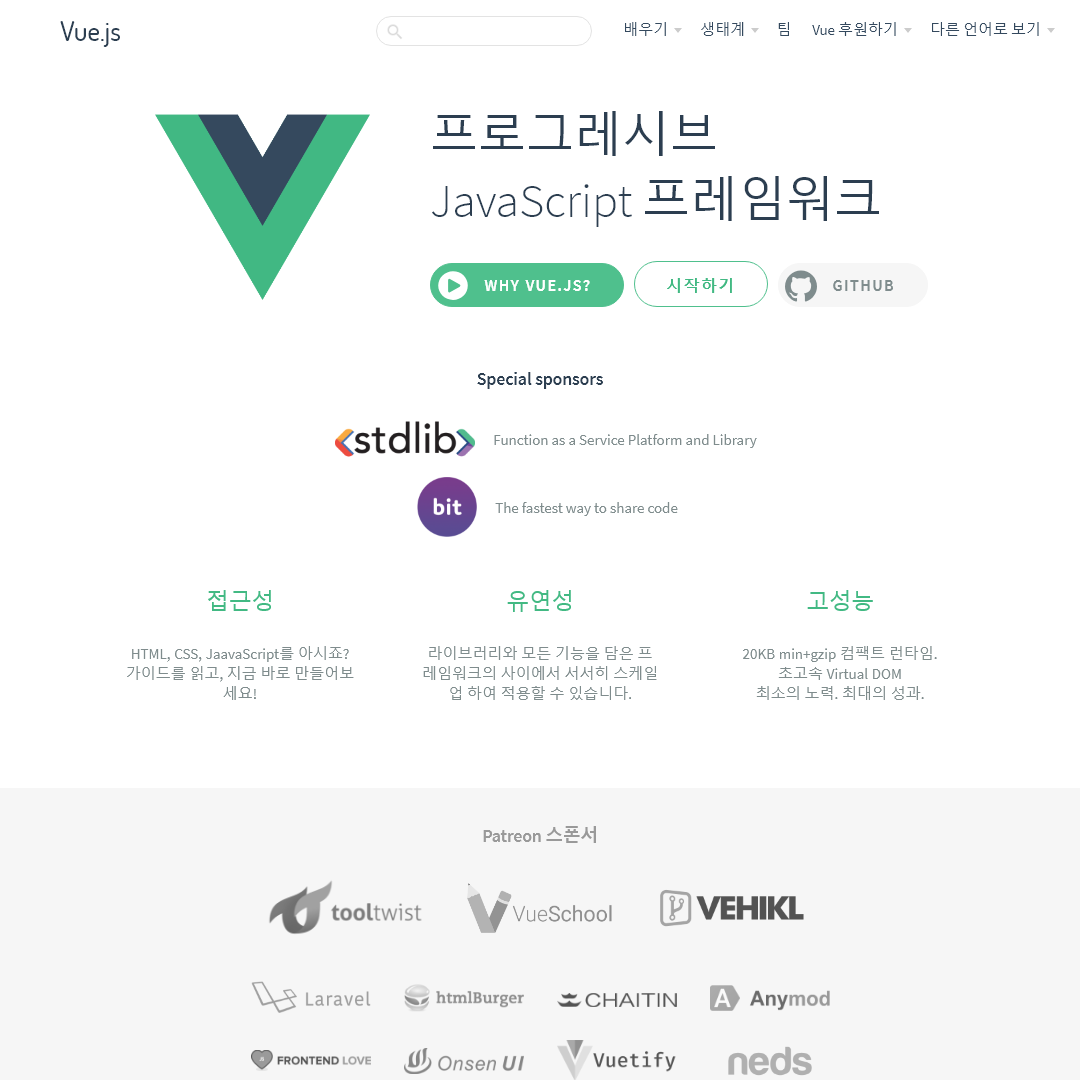 Vue.js
배우기
생태계
팀
Vue 후원하기
다른 언어로 보기
프로그레시브
JavaScript 프레임워크
WHY VUE.JS?
시작하기
GITHUB
Special sponsors
<stdlib>
Function as a Service Platform and Library
bit
The fastest way to share code
접근성
HTML, CSS, JaavaScript를 아시죠?
가이드를 읽고, 지금 바로 만들어보
세요!
유연성
라이브러리와 모든 기능을 담은 프
레임워크의 사이에서 서서히 스케일
업 하여 적용할 수 있습니다.
고성능
20KB min+gzip 컴팩트 런타임.
초고속 Virtual DOM
최소의 노력. 최대의 성과.
Patreon 스폰서
tooltwist
VueSchool
VEHIKL
Laravel
htmlBurger
CHAITIN
A Anymod
FRONTEND LOVE
Onsen UI
Vuetify
neds